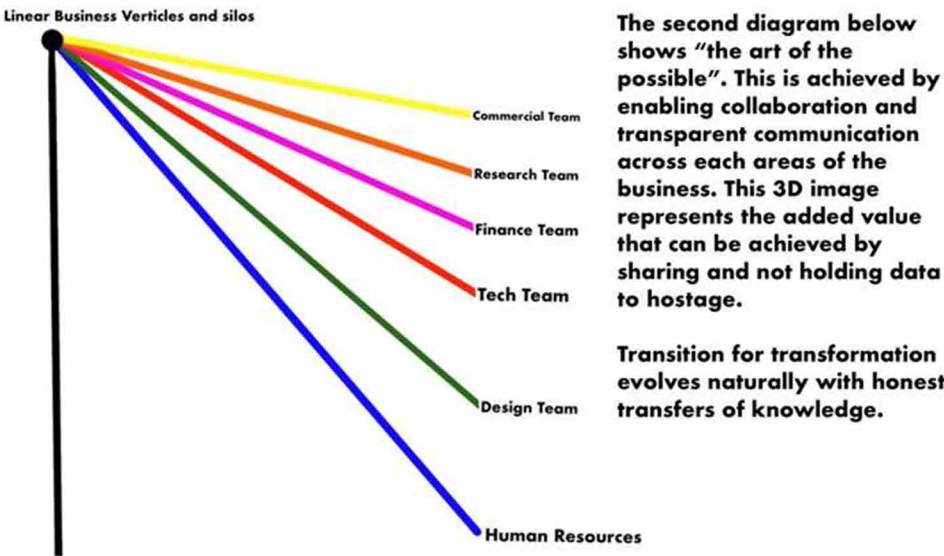 Linear Business Verticles and silos
Commercial Team
Research Team
Finance Team
Tech Team
Design Team
Human Resources
The second diagram below
shows “the art of the
possible”. This is achieved by
enabling collaboration and
transparent communication
across each areas of the
business. This 3D image
represents the added value
that can be achieved by
sharing and not holding data
to hostage.
Transition for transformation
evolves naturally with honest
transfers of knowledge.